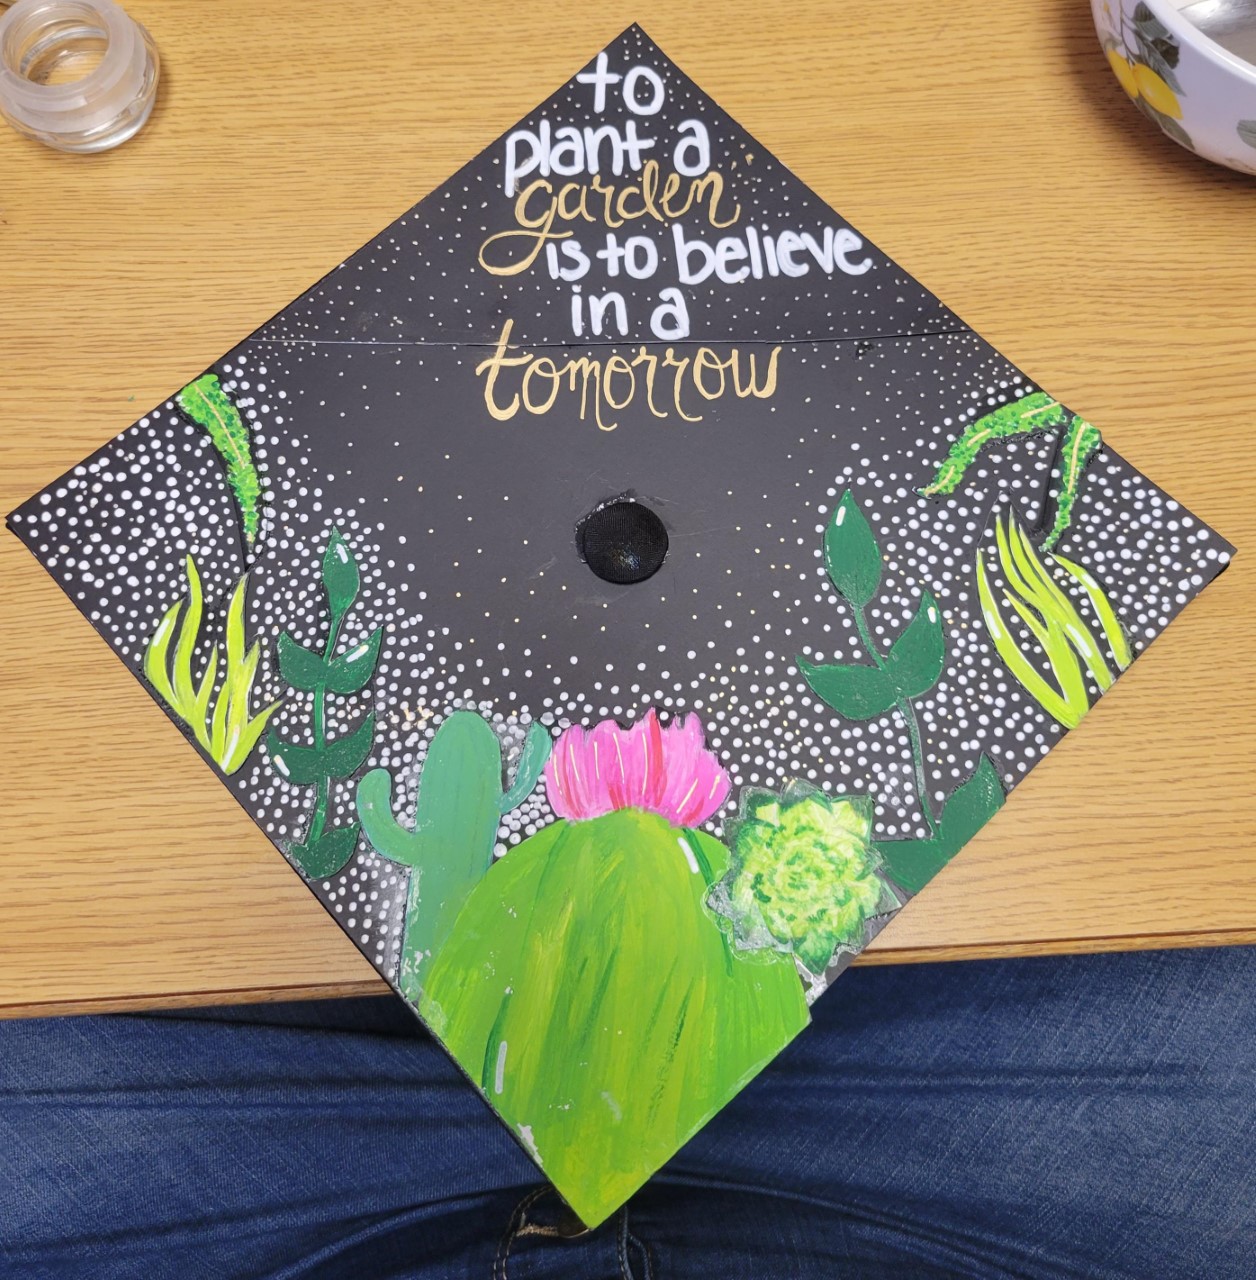 to
plant a
garden
is to believe
in a
tomorrow